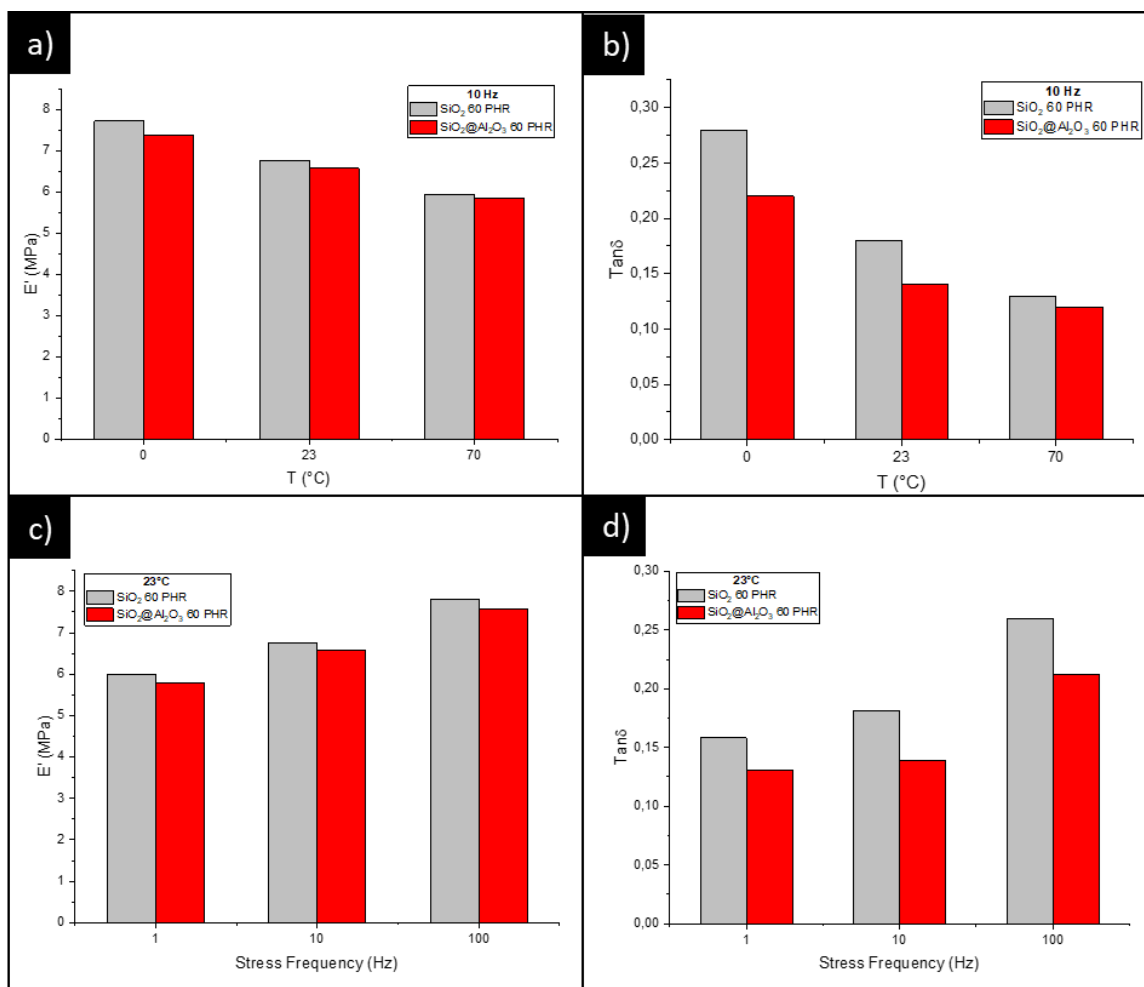 a)
10 Hz
SiO₂ 60 PHR
SiO₂@Al₂O₃ 60 PHR
8
7
6
5
4
3
2
1
0
E' (MPa)
0 23 70
T (°C)
b)
10 Hz
SiO₂ 60 PHR
SiO₂@Al₂O₃ 60 PHR
0,30
0,25
0,20
0,15
0,10
0,05
0,00
Tanδ
0 23 70
T (°C)
c)
23°C
SiO₂ 60 PHR
SiO₂@Al₂O₃ 60 PHR
8
7
6
5
4
3
2
1
0
E' (MPa)
1 10 100
Stress Frequency (Hz)
d)
23°C
SiO₂ 60 PHR
SiO₂@Al₂O₃ 60 PHR
0,30
0,25
0,20
0,15
0,10
0,05
0,00
Tanδ
1 10 100
Stress Frequency (Hz)